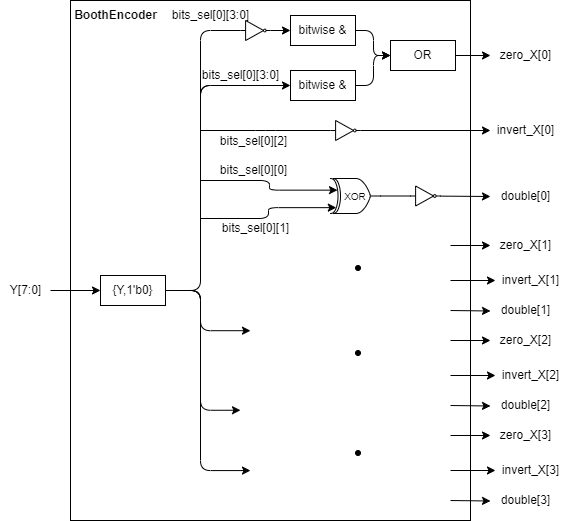 BoothEncoder
bits_sel[0][3:0]
bitwise &
OR
zero_X[0]
bits_sel[0][3:0]
bitwise &
bits_sel[0][2]
invert_X[0]
bits_sel[0][0]
XOR
double[0]
bits_sel[0][1]
zero_X[1]
invert_X[1]
Y[7:0]
{Y,1'b0}
double[1]
zero_X[2]
invert_X[2]
double[2]
zero_X[3]
invert_X[3]
double[3]